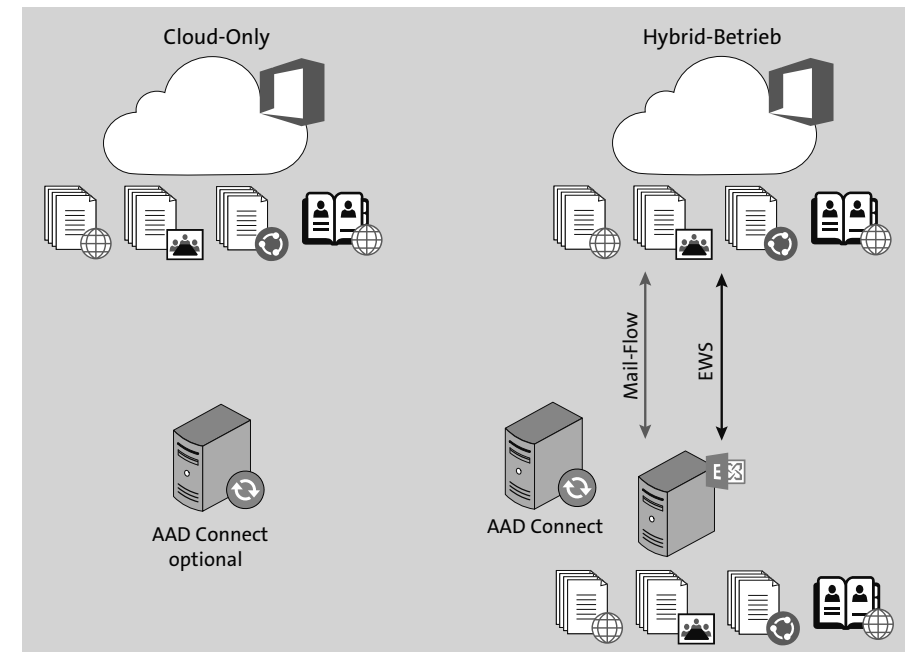 Cloud-Only
Hybrid-Betrieb
Mail-Flow
EWS
AAD Connect
optional
AAD Connect
E